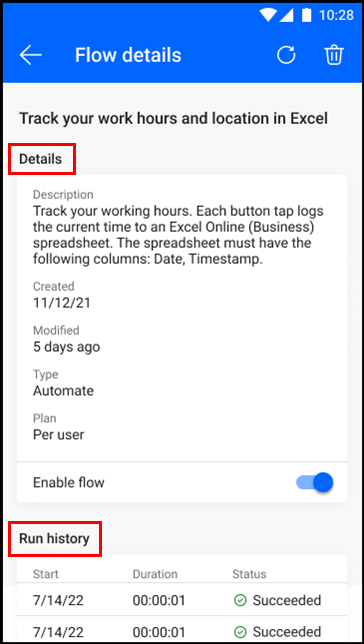 10:28
Flow details
Track your work hours and location in Excel
Details
Description
Track your working hours. Each button tap logs
the current time to an Excel Online (Business)
spreadsheet. The spreadsheet must have the
following columns: Date, Timestamp.
Created
11/12/21
Modified
5 days ago
Type
Automate
Plan
Per user
Enable flow
Run history
Start Duration Status
7/14/22 00:00:01 Succeeded
7/14/22 00:00:01 Succeeded